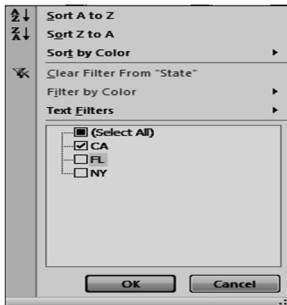 Sort A to Z
Sort Z to A
Sort by Color
Clear Filter From "State"
Filter by Color
Text Filters
(Select All)
CA
FL
NY
OK Cancel